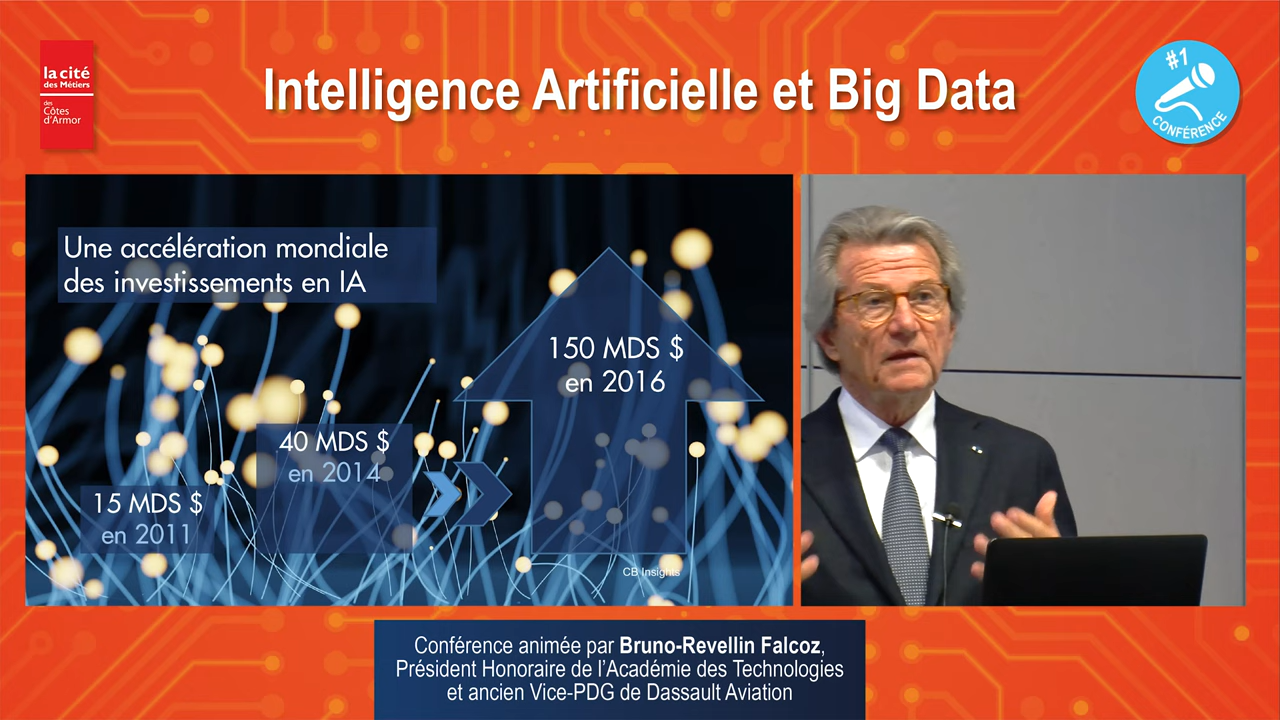 la cité
des Métiers
des
Côtes
d'Armor
Intelligence Artificielle et Big Data
#1
CONFÉRENCE
Une accélération mondiale
des investissements en IA
150 MDS $
en 2016
40 MDS $
en 2014
15 MDS $
en 2011
CB Insights
Conférence animée par Bruno-Revellin Falcoz,
Président Honoraire de l'Académie des Technologies
et ancien Vice-PDG de Dassault Aviation